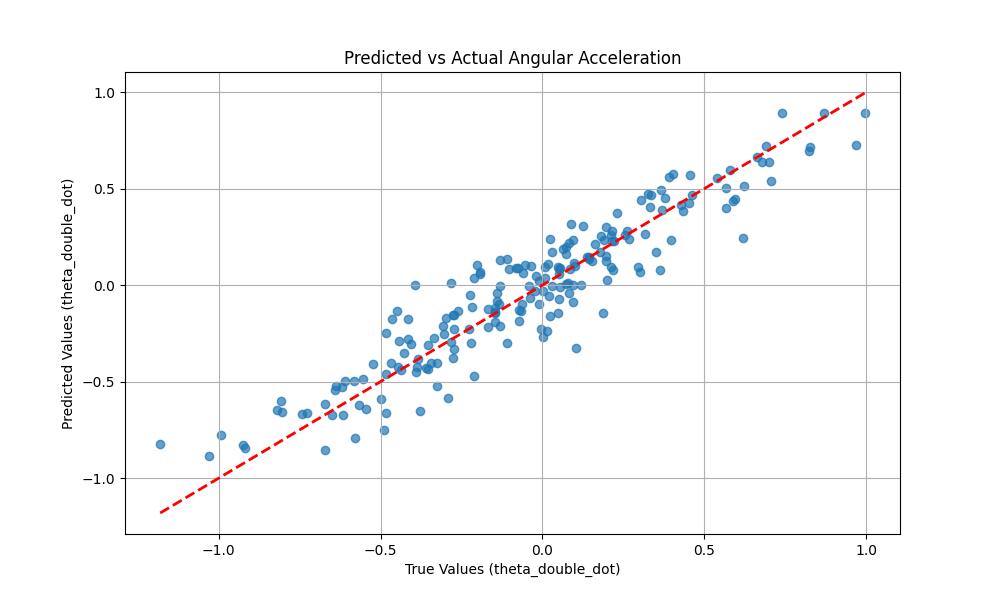 Predicted vs Actual Angular Acceleration
Predicted Values (theta_double_dot)
1.0
0.5
0.0
−0.5
−1.0
−1.0 −0.5 0.0 0.5 1.0
True Values (theta_double_dot)